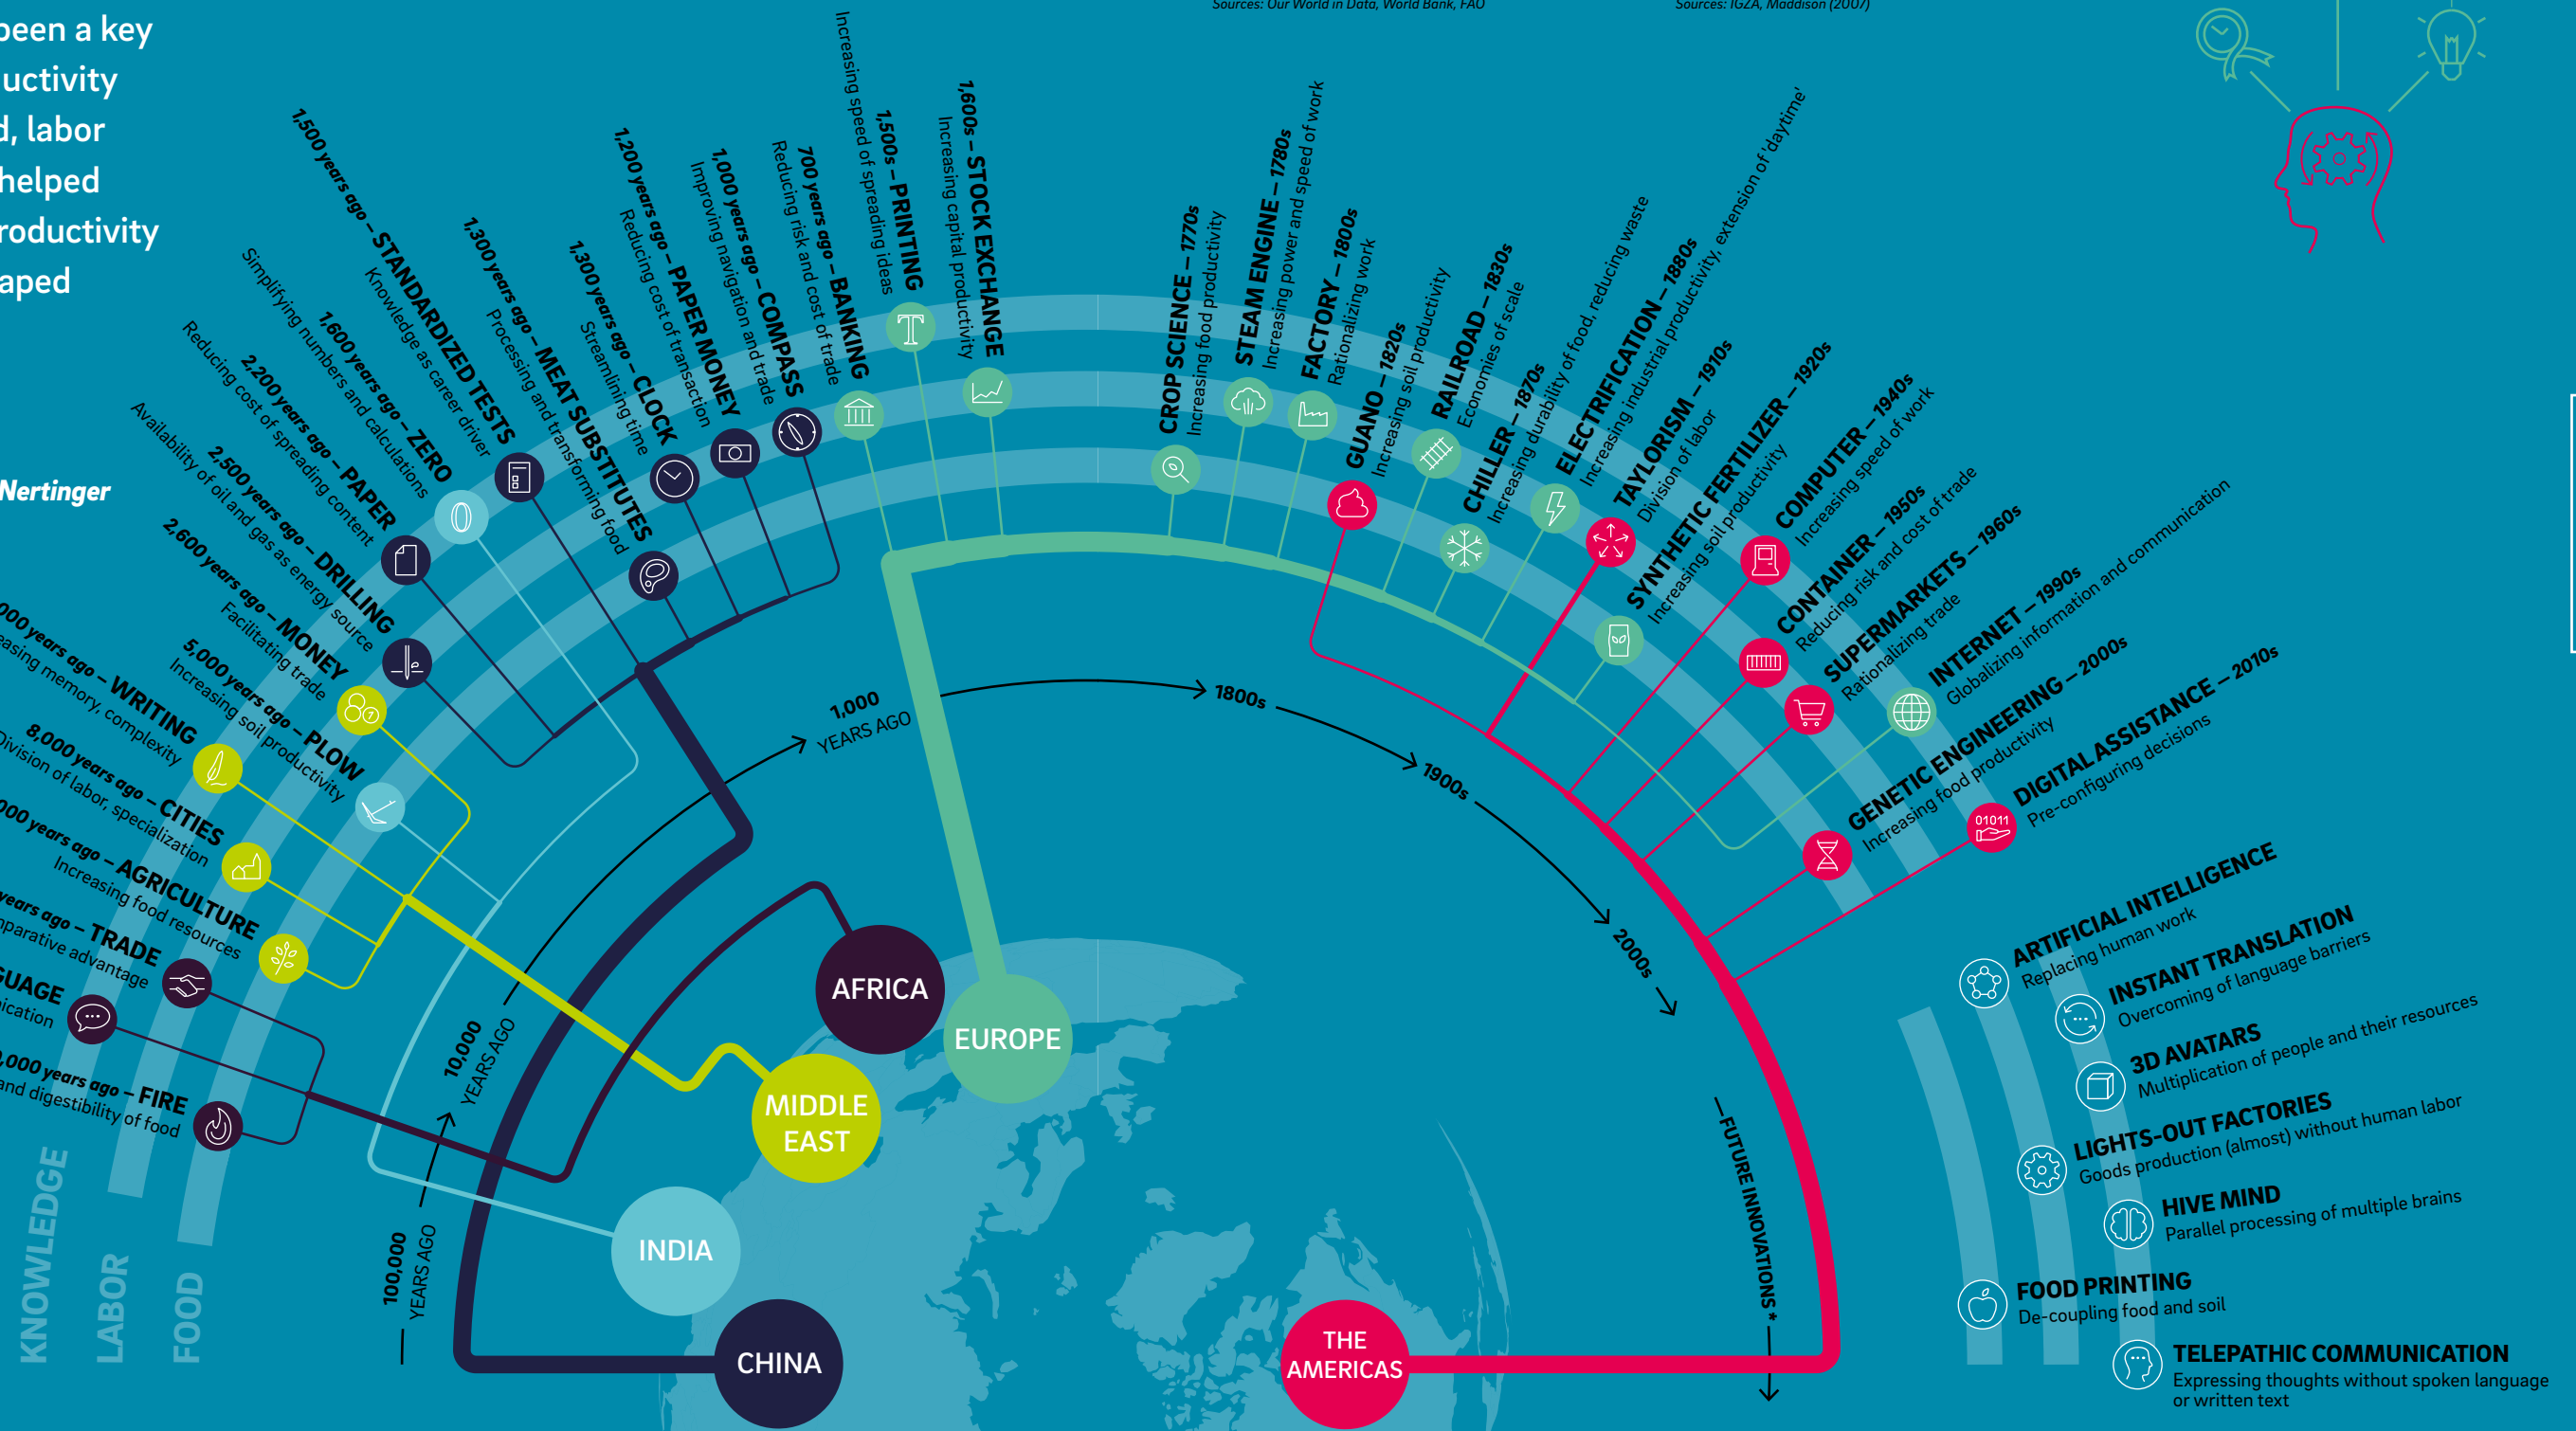 been a key
uctivity
d, labor
helped
roductivity
aped
Nertinger
Sources: Our World in Data, World Bank, FAO
Sources: IGZA, Maddison (2007)
KNOWLEDGE
LABOR
FOOD
,000 years ago – FIRE
and digestibility of food
GUAGE
ication
years ago – TRADE
mparative advantage
000 years ago – AGRICULTURE
Increasing food resources
8,000 years ago – CITIES
Division of labor, specialization
000 years ago – WRITING
easing memory, complexity
5,000 years ago – PLOW
Increasing soil productivity
2,600 years ago – MONEY
Facilitating trade
2,500 years ago – DRILLING
Availability of oil and gas as energy source
2,200 years ago – PAPER
Reducing cost of spreading content
1,600 years ago – ZERO
Simplifying numbers and calculations
1,500 years ago – STANDARDIZED TESTS
Knowledge as career driver
1,300 years ago – MEAT SUBSTITUTES
Processing and transforming food
1,300 years ago – CLOCK
Streamlining time
1,200 years ago – PAPER MONEY
Reducing cost of transaction
1,000 years ago – COMPASS
Improving navigation and trade
700 years ago – BANKING
Reducing risk and cost of trade
1,500s – PRINTING
Increasing speed of spreading ideas
1,600s – STOCK EXCHANGE
Increasing capital productivity
CROP SCIENCE – 1770s
Increasing food productivity
STEAM ENGINE – 1780s
Increasing power and speed of work
FACTORY – 1800s
Rationalizing work
GUANO – 1820s
Increasing soil productivity
RAILROAD – 1830s
Economies of scale
CHILLER – 1870s
Increasing durability of food, reducing waste
ELECTRIFICATION – 1880s
Increasing industrial productivity, extension of 'daytime'
TAYLORISM – 1910s
Division of labor
SYNTHETIC FERTILIZER – 1920s
Increasing soil productivity
COMPUTER – 1940s
Increasing speed of work
CONTAINER – 1950s
Reducing risk and cost of trade
SUPERMARKETS – 1960s
Rationalizing trade
INTERNET – 1990s
Globalizing information and communication
GENETIC ENGINEERING – 2000s
Increasing food productivity
01011
DIGITAL ASSISTANCE – 2010s
Pre-configuring decisions
100,000
YEARS AGO
10,000
YEARS AGO
1,000
YEARS AGO
1800s
1900s
2000s
—FUTURE INNOVATIONS*
AFRICA
EUROPE
MIDDLE
EAST
INDIA
CHINA
THE
AMERICAS
ARTIFICIAL INTELLIGENCE
Replacing human work
INSTANT TRANSLATION
Overcoming of language barriers
3D AVATARS
Multiplication of people and their resources
LIGHTS-OUT FACTORIES
Goods production (almost) without human labor
HIVE MIND
Parallel processing of multiple brains
FOOD PRINTING
De-coupling food and soil
TELEPATHIC COMMUNICATION
Expressing thoughts without spoken language
or written text